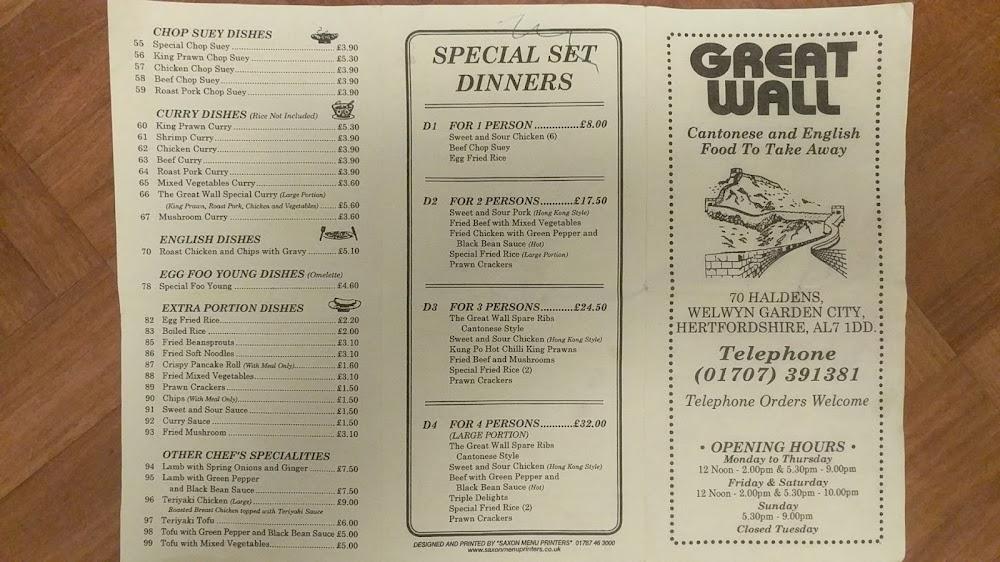 CHOP SUEY DISHES
55 Special Chop Suey £3.90
56 King Prawn Chop Suey £5.30
57 Chicken Chop Suey £3.90
58 Beef Chop Suey £3.90
59 Roast Pork Chop Suey £3.90
CURRY DISHES (Rice Not Included)
60 King Prawn Curry £5.30
61 Shrimp Curry £3.90
62 Chicken Curry £3.90
63 Beef Curry £3.90
64 Roast Pork Curry £3.90
65 Mixed Vegetables Curry £3.60
66 The Great Wall Special Curry (Large Portion)
(King Prawn, Roast Pork, Chicken and Vegetables) £5.60
67 Mushroom Curry £3.60
ENGLISH DISHES
70 Roast Chicken and Chips with Gravy £5.10
EGG FOO YOUNG DISHES (Omelette)
78 Special Foo Young £4.60
EXTRA PORTION DISHES
82 Egg Fried Rice £2.20
83 Boiled Rice £2.00
85 Fried Beansprouts £3.10
86 Fried Soft Noodles £3.10
87 Crispy Pancake Roll (With Meal Only) £1.60
88 Fried Mixed Vegetables £3.10
89 Prawn Crackers £1.50
90 Chips (With Meal Only) £1.50
91 Sweet and Sour Sauce £1.50
92 Curry Sauce £1.50
93 Fried Mushroom £3.10
OTHER CHEF'S SPECIALITIES
94 Lamb with Spring Onions and Ginger £7.50
95 Lamb with Green Pepper
and Black Bean Sauce £7.50
96 Teriyaki Chicken (Large) £9.00
Roasted Breast Chicken topped with Teriyaki Sauce
97 Teriyaki Tofu £6.00
98 Tofu with Green Pepper and Black Bean Sauce £5.00
99 Tofu with Mixed Vegetables £5.00
SPECIAL SET
DINNERS
D1 FOR 1 PERSON £8.00
Sweet and Sour Chicken (6)
Beef Chop Suey
Egg Fried Rice
D2 FOR 2 PERSONS £17.50
Sweet and Sour Pork (Hong Kong Style)
Fried Beef with Mixed Vegetables
Fried Chicken with Green Pepper and
Black Bean Sauce (Hot)
Special Fried Rice (Large Portion)
Prawn Crackers
D3 FOR 3 PERSONS £24.50
The Great Wall Spare Ribs
Cantonese Style
Sweet and Sour Chicken (Hong Kong Style)
Kung Po Hot Chilli King Prawns
Fried Beef and Mushrooms
Special Fried Rice (2)
Prawn Crackers
D4 FOR 4 PERSONS £32.00
(LARGE PORTION)
The Great Wall Spare Ribs
Cantonese Style
Sweet and Sour Chicken (Hong Kong Style)
Beef with Green Pepper and
Black Bean Sauce (Hot)
Triple Delights
Special Fried Rice (2)
Prawn Crackers
DESIGNED AND PRINTED BY "SAXON MENU PRINTERS" 01787 46 3000
www.saxonmenuprinters.co.uk
GREAT
WALL
Cantonese and English
Food To Take Away
70 HALDENS,
WELWYN GARDEN CITY,
HERTFORDSHIRE, AL7 1DD.
Telephone
(01707) 391381
Telephone Orders Welcome
• OPENING HOURS •
Monday to Thursday
12 Noon - 2.00pm & 5.30pm - 9.00pm
Friday & Saturday
12 Noon - 2.00pm & 5.30pm - 10.00pm
Sunday
5.30pm - 9.00pm
Closed Tuesday